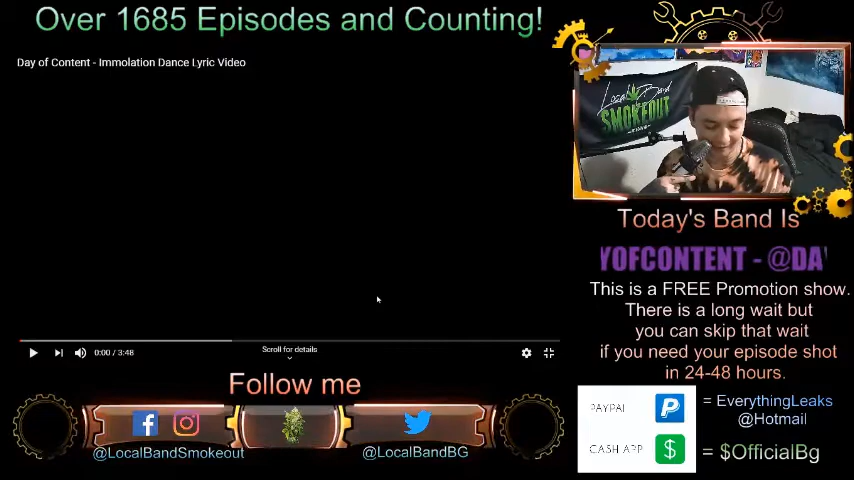 Over 1685 Episodes and Counting!
Day of Content - Immolation Dance Lyric Video
Local Band
SMOKEOUT
Today's Band Is
YOFCONTENT - @DA
This is a FREE Promotion show.
There is a long wait but
you can skip that wait
if you need your episode shot
in 24-48 hours.
0:00 / 3:48
Scroll for details
Follow me
@LocalBandSmokeout
@LocalBandBG
PAYPAL
= EverythingLeaks
@Hotmail
CASH APP
= $OfficialBg